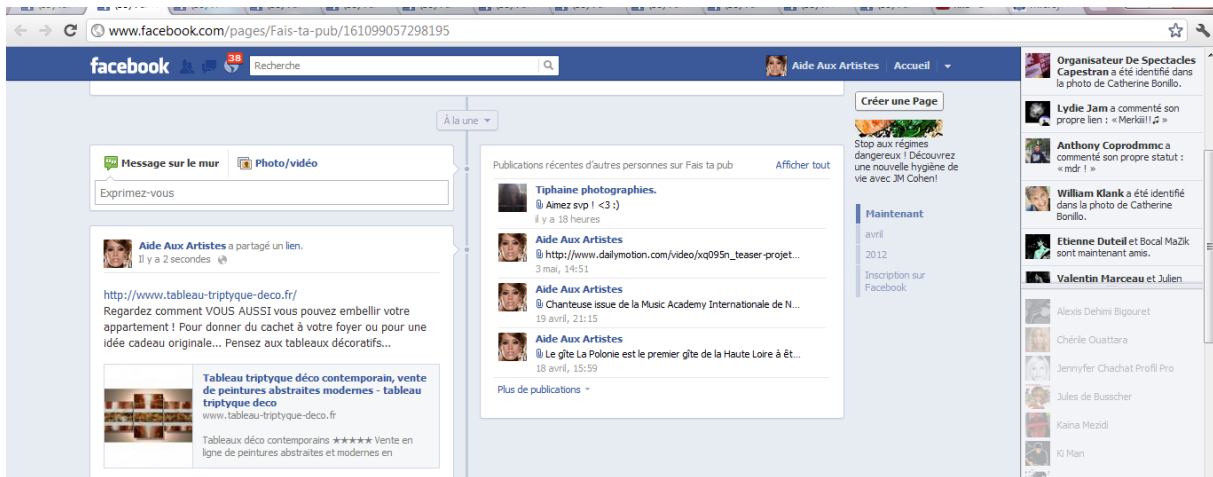 www.facebook.com/pages/Fais-ta-pub/161099057298195
facebook
38
Recherche
Aide Aux Artistes
Accueil
À la une
Message sur le mur
Photo/vidéo
Exprimez-vous
Aide Aux Artistes a partagé un lien.
Il y a 2 secondes
http://www.tableau-triptyque-deco.fr/
Regardez comment VOUS AUSSI vous pouvez embellir votre
appartement ! Pour donner du cachet à votre foyer ou pour une
idée cadeau originale... Pensez aux tableaux décoratifs...
Tableau triptyque déco contemporain, vente
de peintures abstraites modernes - tableau
triptyque deco
www.tableau-triptyque-deco.fr
Tableaux déco contemporains ★★★★★ Vente en
ligne de peintures abstraites et modernes en
Publications récentes d'autres personnes sur Fais ta pub
Afficher tout
Tiphaine photographies.
Aimez svp ! <3 :)
il y a 18 heures
Aide Aux Artistes
http://www.dailymotion.com/video/xq095n_teaser-projet...
3 mai, 14:51
Aide Aux Artistes
Chanteuse issue de la Music Academy Internationale de N...
19 avril, 21:15
Aide Aux Artistes
Le gîte La Polonie est le premier gîte de la Haute Loire à êt...
18 avril, 15:59
Plus de publications
Créer une Page
Stop aux régimes
dangereux ! Découvrez
une nouvelle hygiène de
vie avec JM Cohen!
Maintenant
avril
2012
Inscription sur
Facebook
Organisateur De Spectacles
Capestran a été identifié dans
la photo de Catherine Bonillo.
Lydie Jam a commenté son
propre lien : «Merkii!!♫ »
Anthony Coprodmmc a
commenté son propre statut :
«mdr ! »
William Klank a été identifié
dans la photo de Catherine
Bonillo.
Etienne Duteil et Bocal MaZik
sont maintenant amis.
Valentin Marceau et Julien
Alexis Dehimi Bigouret
Chérile Ouattara
Jennyfer Chachat Profil Pro
Jules de Busscher
Kaina Mezidi
Ki Man